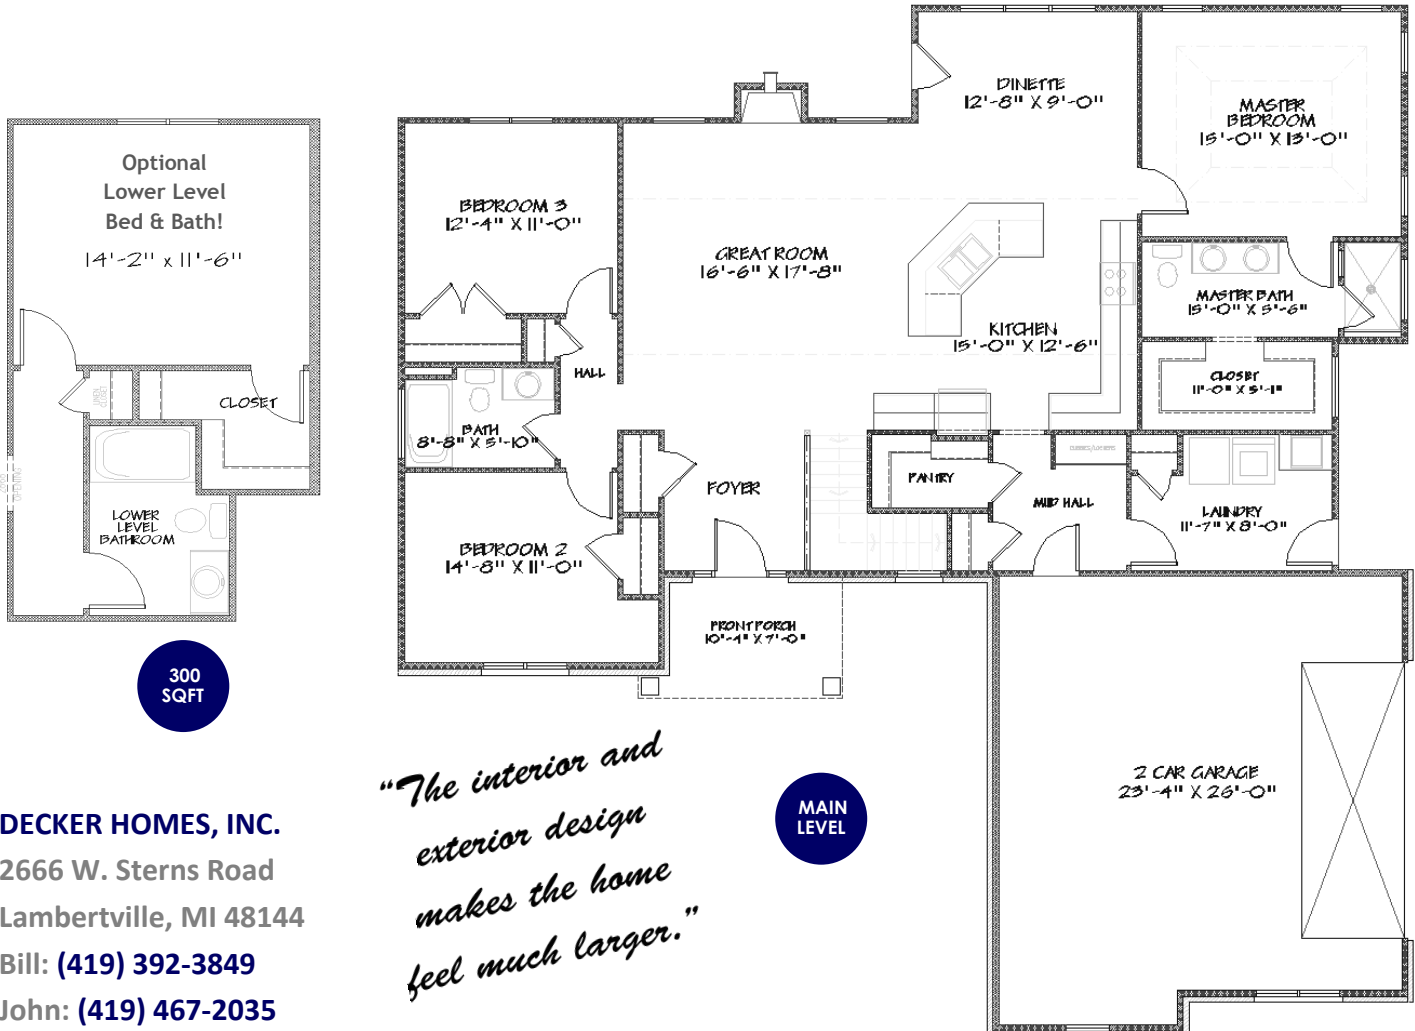 Optional
Lower Level
Bed & Bath!
14'-2" x 11'-6"
CLOSET
LOWER
LEVEL
BATHROOM
OPENING
300
SQFT
DINETTE
12'-8" X 9'-0"
MASTER
BEDROOM
15'-0" X 13'-0"
BEDROOM 3
12'-4" X 11'-0"
GREAT ROOM
16'-6" X 17'-8"
MASTER BATH
15'-0" X 5'-6"
KITCHEN
15'-0" X 12'-6"
HALL
CLOSET
11'-0" X 5'-1"
BATH
8'-8" X 5'-10"
PANTRY
FOYER
MUD HALL
LAUNDRY
11'-7" X 8'-0"
BEDROOM 2
14'-8" X 11'-0"
FRONT PORCH
10'-4" X 7'-0"
2 CAR GARAGE
23'-4" X 26'-0"
MAIN
LEVEL
"The interior and
exterior design
makes the home
feel much larger."
DECKER HOMES, INC.
2666 W. Sterns Road
Lambertville, MI 48144
Bill: (419) 392-3849
John: (419) 467-2035